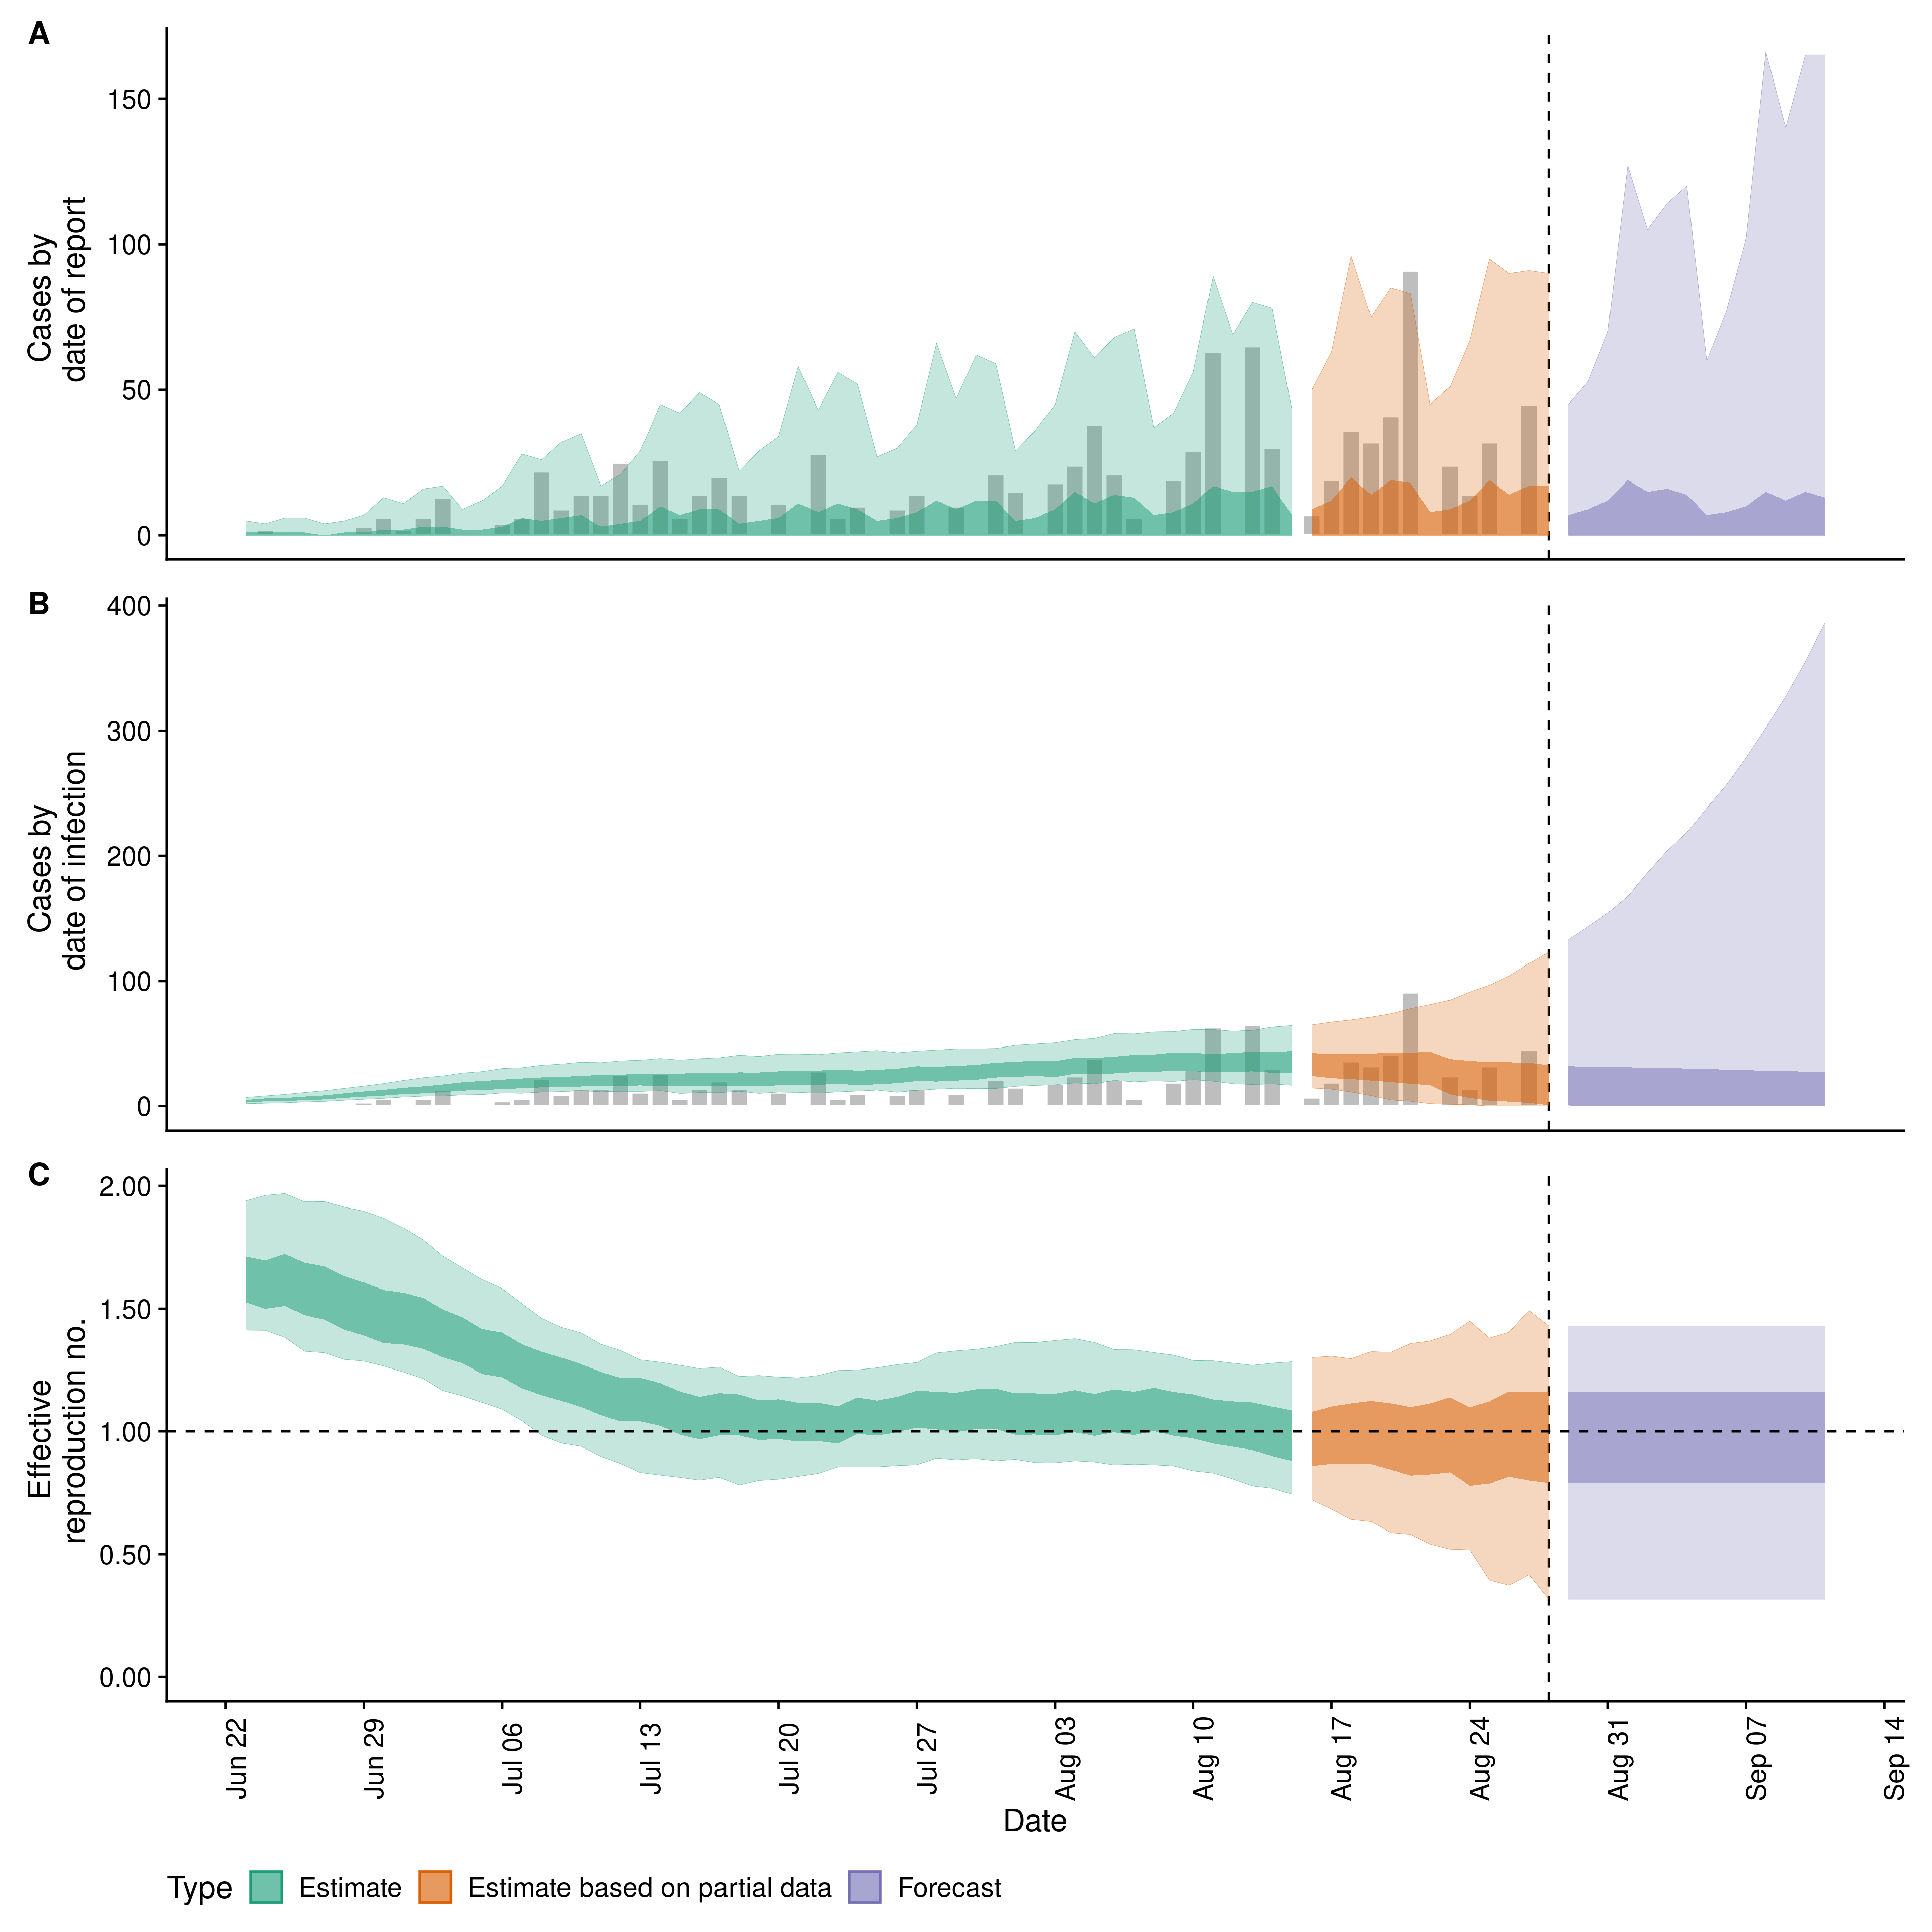 A
Cases by
date of report
150
100
50
0
B
Cases by
date of infection
400
300
200
100
0
C
Effective
reproduction no.
2.00
1.50
1.00
0.50
0.00
Jun 22
Jun 29
Jul 06
Jul 13
Jul 20
Jul 27
Aug 03
Aug 10
Aug 17
Aug 24
Aug 31
Sep 07
Sep 14
Date
Type Estimate Estimate based on partial data Forecast